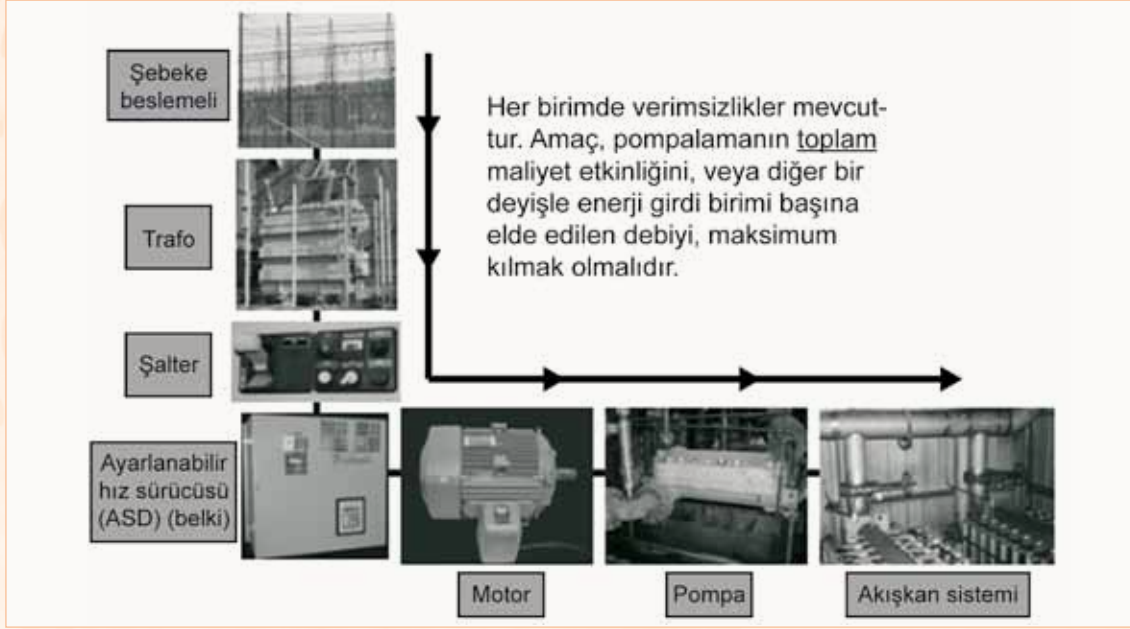 Şebeke
beslemeli
Her birimde verimsizlikler mevcut-
tur. Amaç, pompalamanın toplam
maliyet etkinliğini, veya diğer bir
deyişle enerji girdi birimi başına
elde edilen debiyi, maksimum
kılmak olmalıdır.
Trafo
Şalter
Ayarlanabilir
hız sürücüsü
(ASD) (belki)
Motor
Pompa
Akışkan sistemi